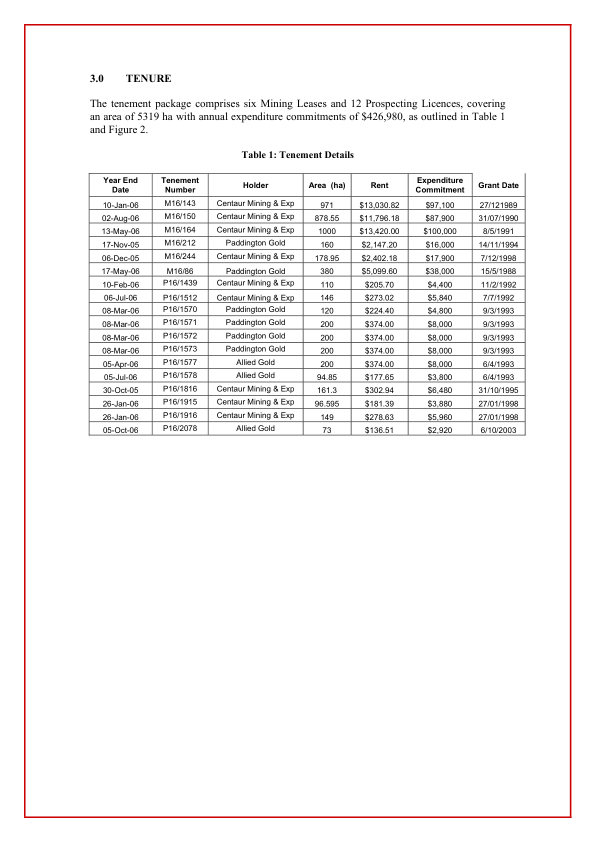 3.0 TENURE
The tenement package comprises six Mining Leases and 12 Prospecting Licences, covering
an area of 5319 ha with annual expenditure commitments of $426,980, as outlined in Table 1
and Figure 2.
Table 1: Tenement Details
Year End Date Tenement Number Holder Area (ha) Rent Expenditure Commitment Grant Date
10-Jan-06 M16/143 Centaur Mining & Exp 971 $13,030.82 $97,100 27/121989
02-Aug-06 M16/150 Centaur Mining & Exp 878.55 $11,796.18 $87,900 31/07/1990
13-May-06 M16/164 Centaur Mining & Exp 1000 $13,420.00 $100,000 8/5/1991
17-Nov-05 M16/212 Paddington Gold 160 $2,147.20 $16,000 14/11/1994
06-Dec-05 M16/244 Centaur Mining & Exp 178.95 $2,402.18 $17,900 7/12/1998
17-May-06 M16/86 Paddington Gold 380 $5,099.60 $38,000 15/5/1988
10-Feb-06 P16/1439 Centaur Mining & Exp 110 $205.70 $4,400 11/2/1992
06-Jul-06 P16/1512 Centaur Mining & Exp 146 $273.02 $5,840 7/7/1992
08-Mar-06 P16/1570 Paddington Gold 120 $224.40 $4,800 9/3/1993
08-Mar-06 P16/1571 Paddington Gold 200 $374.00 $8,000 9/3/1993
08-Mar-06 P16/1572 Paddington Gold 200 $374.00 $8,000 9/3/1993
08-Mar-06 P16/1573 Paddington Gold 200 $374.00 $8,000 9/3/1993
05-Apr-06 P16/1577 Allied Gold 200 $374.00 $8,000 6/4/1993
05-Jul-06 P16/1578 Allied Gold 94.85 $177.65 $3,800 6/4/1993
30-Oct-05 P16/1816 Centaur Mining & Exp 161.3 $302.94 $6,480 31/10/1995
26-Jan-06 P16/1915 Centaur Mining & Exp 96.595 $181.39 $3,880 27/01/1998
26-Jan-06 P16/1916 Centaur Mining & Exp 149 $278.63 $5,960 27/01/1998
05-Oct-06 P16/2078 Allied Gold 73 $136.51 $2,920 6/10/2003